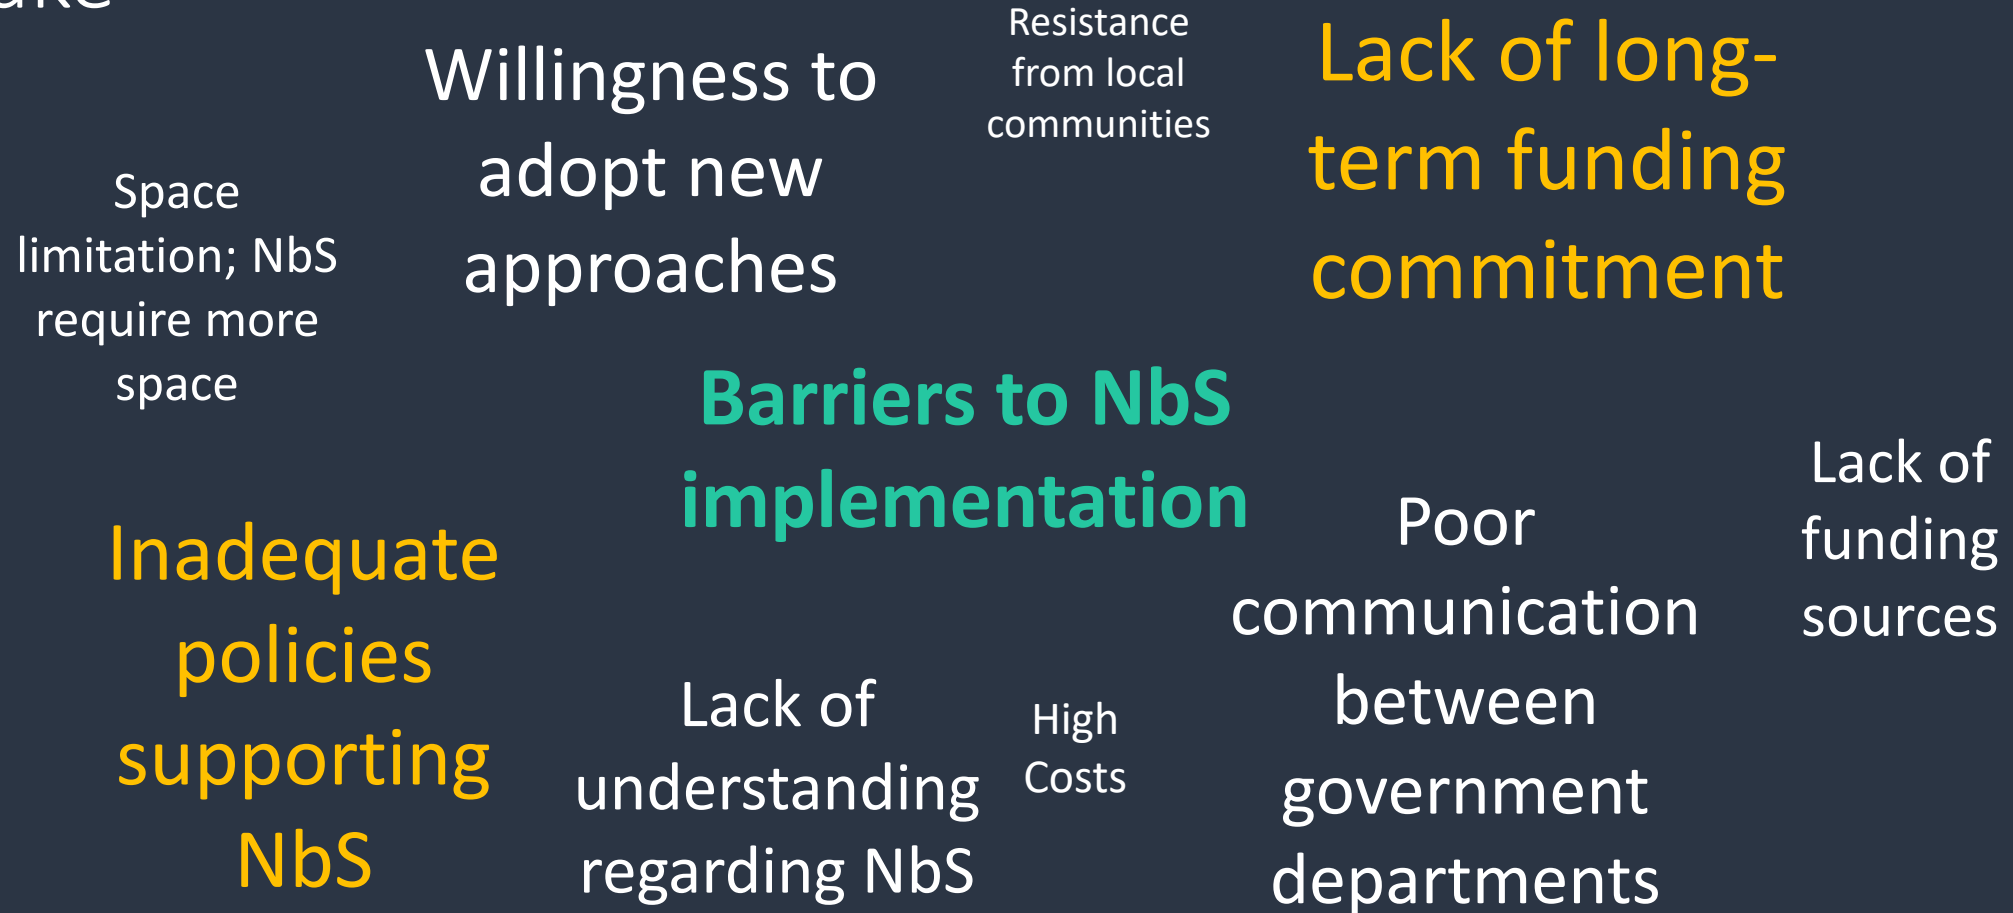 Resistance
from local
communities
Willingness to
adopt new
approaches
Lack of long-
term funding
commitment
Space
limitation; NbS
require more
space
Barriers to NbS
implementation
Lack of
funding
sources
Inadequate
policies
supporting
NbS
Poor
communication
between
government
departments
Lack of
understanding
regarding NbS
High
Costs